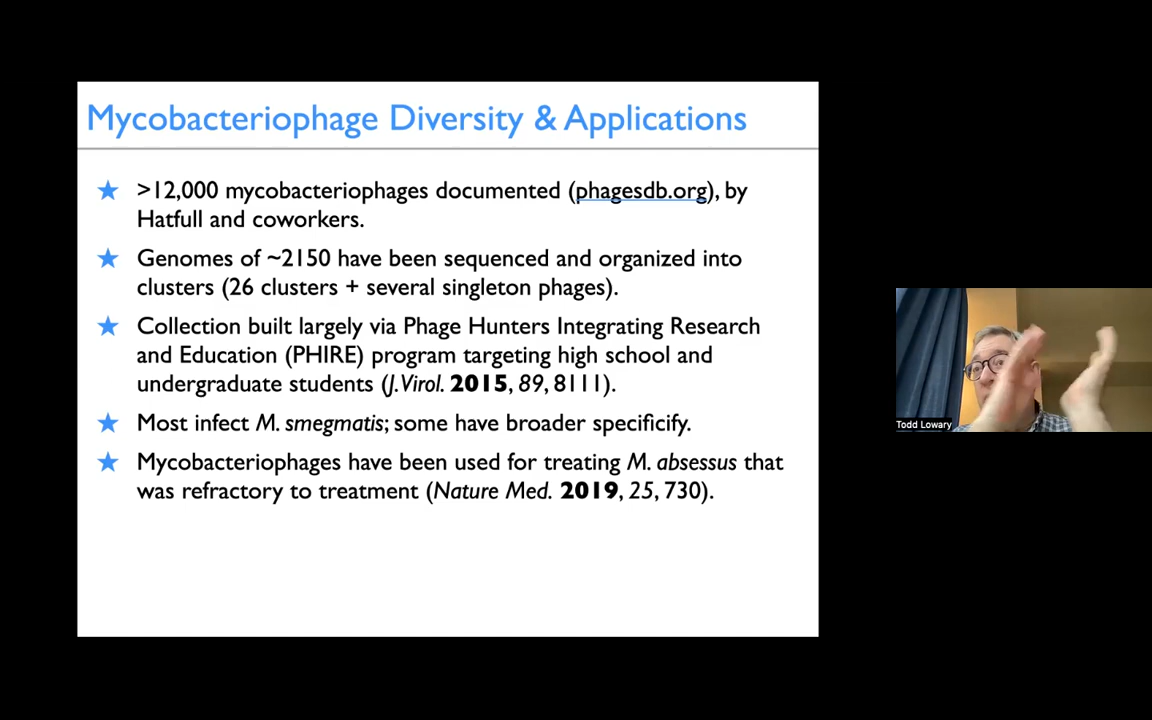 Mycobacteriophage Diversity & Applications
>12,000 mycobacteriophages documented (phagesdb.org), by
Hatfull and coworkers.
Genomes of ~2150 have been sequenced and organized into
clusters (26 clusters + several singleton phages).
Collection built largely via Phage Hunters Integrating Research
and Education (PHIRE) program targeting high school and
undergraduate students (J. Virol. 2015, 89, 8111).
Most infect M. smegmatis; some have broader specificify.
Mycobacteriophages have been used for treating M. absessus that
was refractory to treatment (Nature Med. 2019, 25, 730).
Todd Lowary